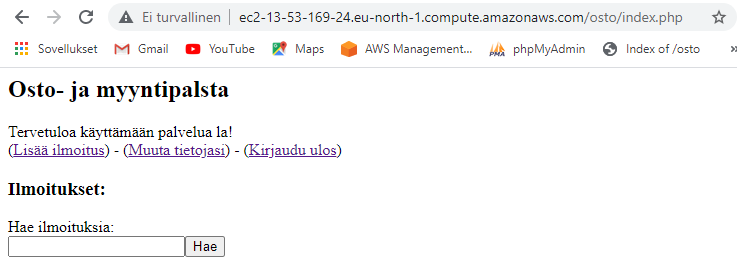 Ei turvallinen | ec2-13-53-169-24.eu-north-1.compute.amazonaws.com/osto/index.php
Sovellukset Gmail YouTube Maps AWS Management... PMA phpMyAdmin Index of /osto »
Osto- ja myyntipalsta
Tervetuloa käyttämään palvelua la!
(Lisää ilmoitus) - (Muuta tietojasi) - (Kirjaudu ulos)
Ilmoitukset:
Hae ilmoituksia:
Hae